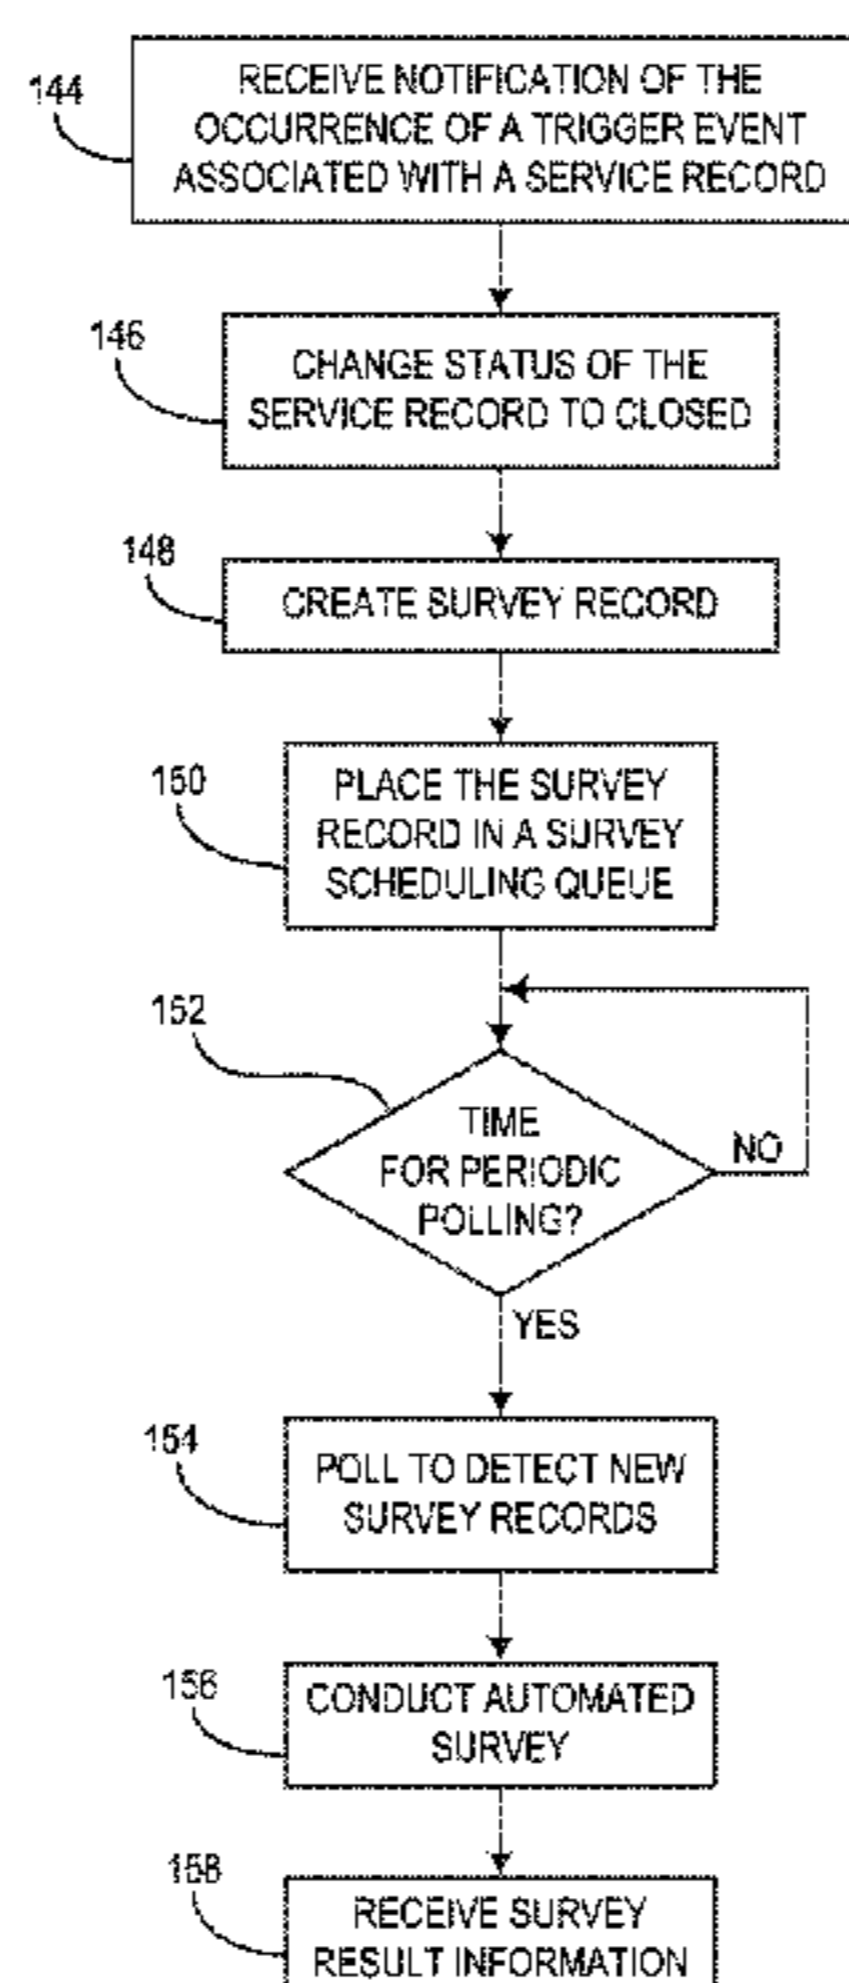 144
RECEIVE NOTIFICATION OF THE
OCCURRENCE OF A TRIGGER EVENT
ASSOCIATED WITH A SERVICE RECORD
146
CHANGE STATUS OF THE
SERVICE RECORD TO CLOSED
148
CREATE SURVEY RECORD
150
PLACE THE SURVEY
RECORD IN A SURVEY
SCHEDULING QUEUE
152
TIME
FOR PERIODIC
POLLING?
NO
YES
154
POLL TO DETECT NEW
SURVEY RECORDS
156
CONDUCT AUTOMATED
SURVEY
158
RECEIVE SURVEY
RESULT INFORMATION